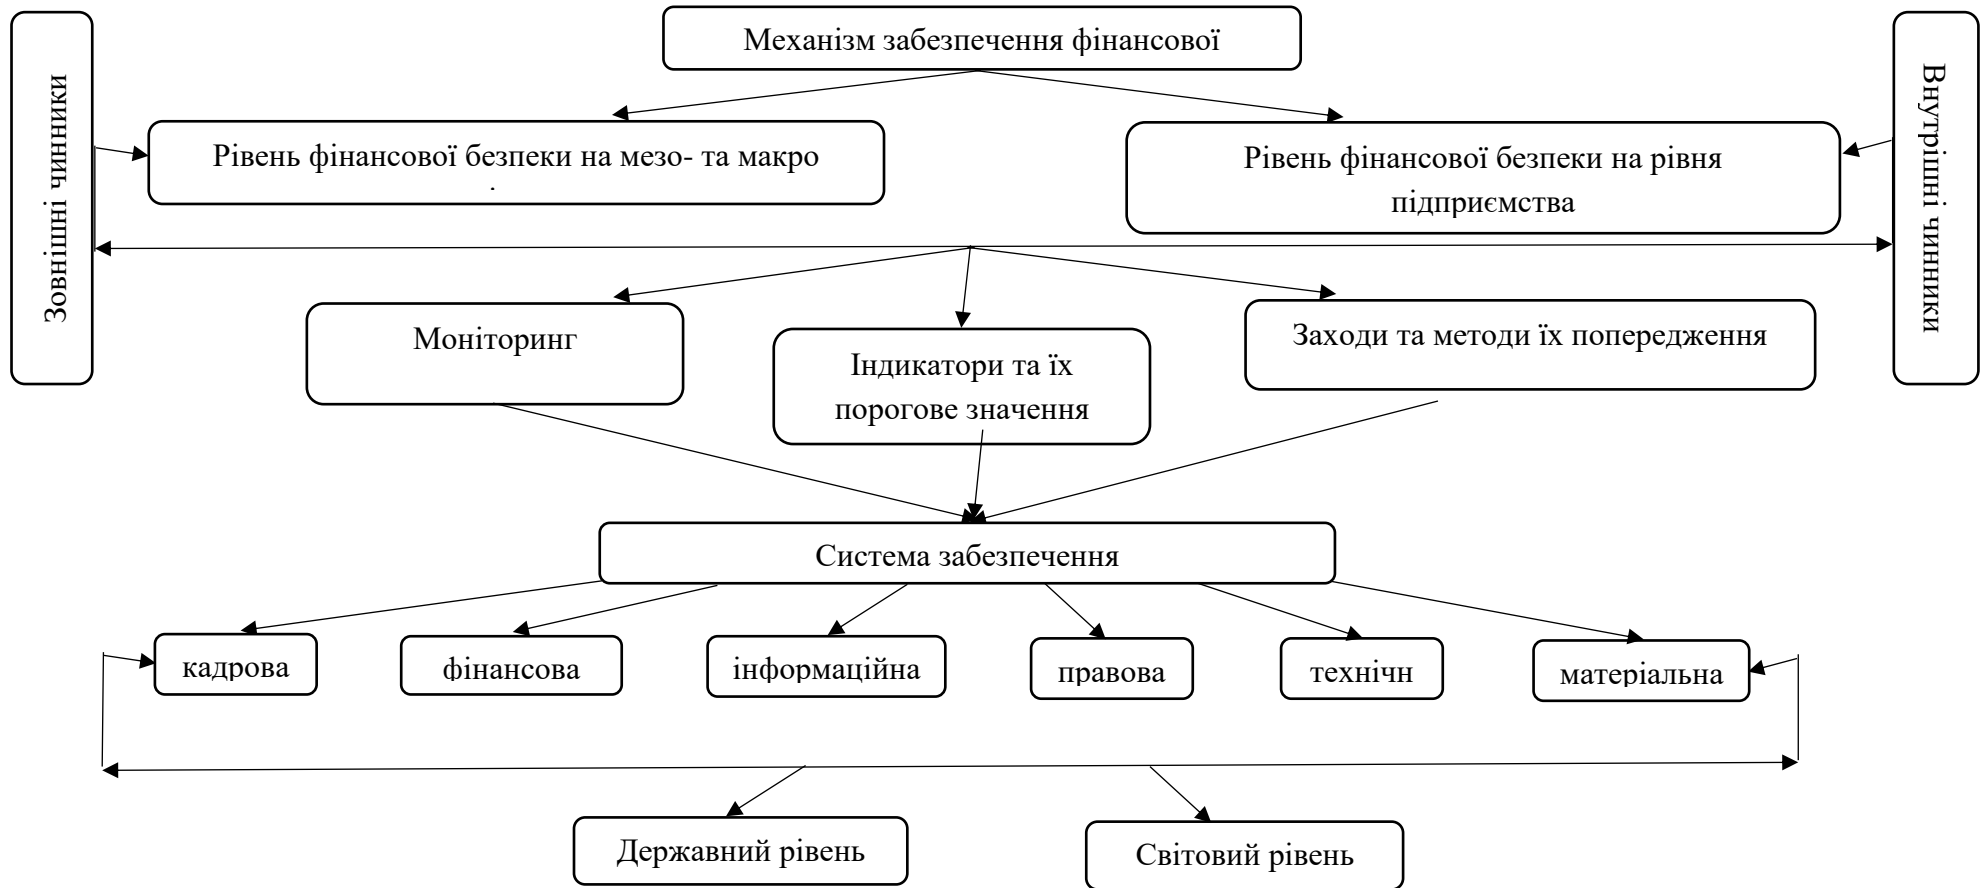 Механізм забезпечення фінансової
Зовнішні чинники
Рівень фінансової безпеки на мезо- та макро
Рівень фінансової безпеки на рівня
підприємства
Внутрішні чинники
Моніторинг
Індикатори та їх
порогове значення
Заходи та методи їх попередження
Система забезпечення
кадрова
фінансова
інформаційна
правова
технічн
матеріальна
Державний рівень
Світовий рівень